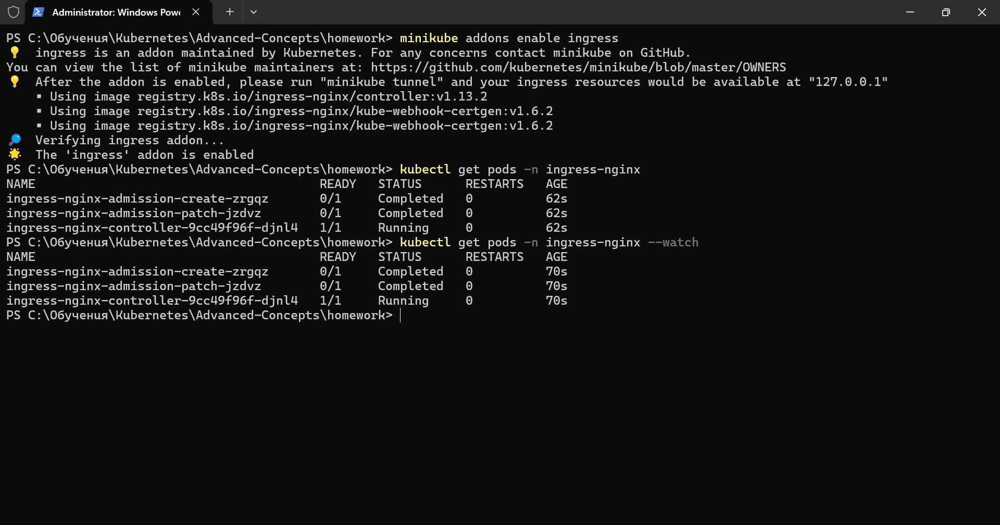 Administrator: Windows Powe
PS C:\Обучения\Kubernetes\Advanced-Concepts\homework> minikube addons enable ingress
💡  ingress is an addon maintained by Kubernetes. For any concerns contact minikube on GitHub.
You can view the list of minikube maintainers at: https://github.com/kubernetes/minikube/blob/master/OWNERS
💡  After the addon is enabled, please run "minikube tunnel" and your ingress resources would be available at "127.0.0.1"
    ▪ Using image registry.k8s.io/ingress-nginx/controller:v1.13.2
    ▪ Using image registry.k8s.io/ingress-nginx/kube-webhook-certgen:v1.6.2
    ▪ Using image registry.k8s.io/ingress-nginx/kube-webhook-certgen:v1.6.2
🔎  Verifying ingress addon...
🌟  The 'ingress' addon is enabled
PS C:\Обучения\Kubernetes\Advanced-Concepts\homework> kubectl get pods -n ingress-nginx
NAME                                       READY   STATUS      RESTARTS   AGE
ingress-nginx-admission-create-zrgqz       0/1     Completed   0          62s
ingress-nginx-admission-patch-jzdvz        0/1     Completed   0          62s
ingress-nginx-controller-9cc49f96f-djnl4   1/1     Running     0          62s
PS C:\Обучения\Kubernetes\Advanced-Concepts\homework> kubectl get pods -n ingress-nginx --watch
NAME                                       READY   STATUS      RESTARTS   AGE
ingress-nginx-admission-create-zrgqz       0/1     Completed   0          70s
ingress-nginx-admission-patch-jzdvz        0/1     Completed   0          70s
ingress-nginx-controller-9cc49f96f-djnl4   1/1     Running     0          70s
PS C:\Обучения\Kubernetes\Advanced-Concepts\homework>